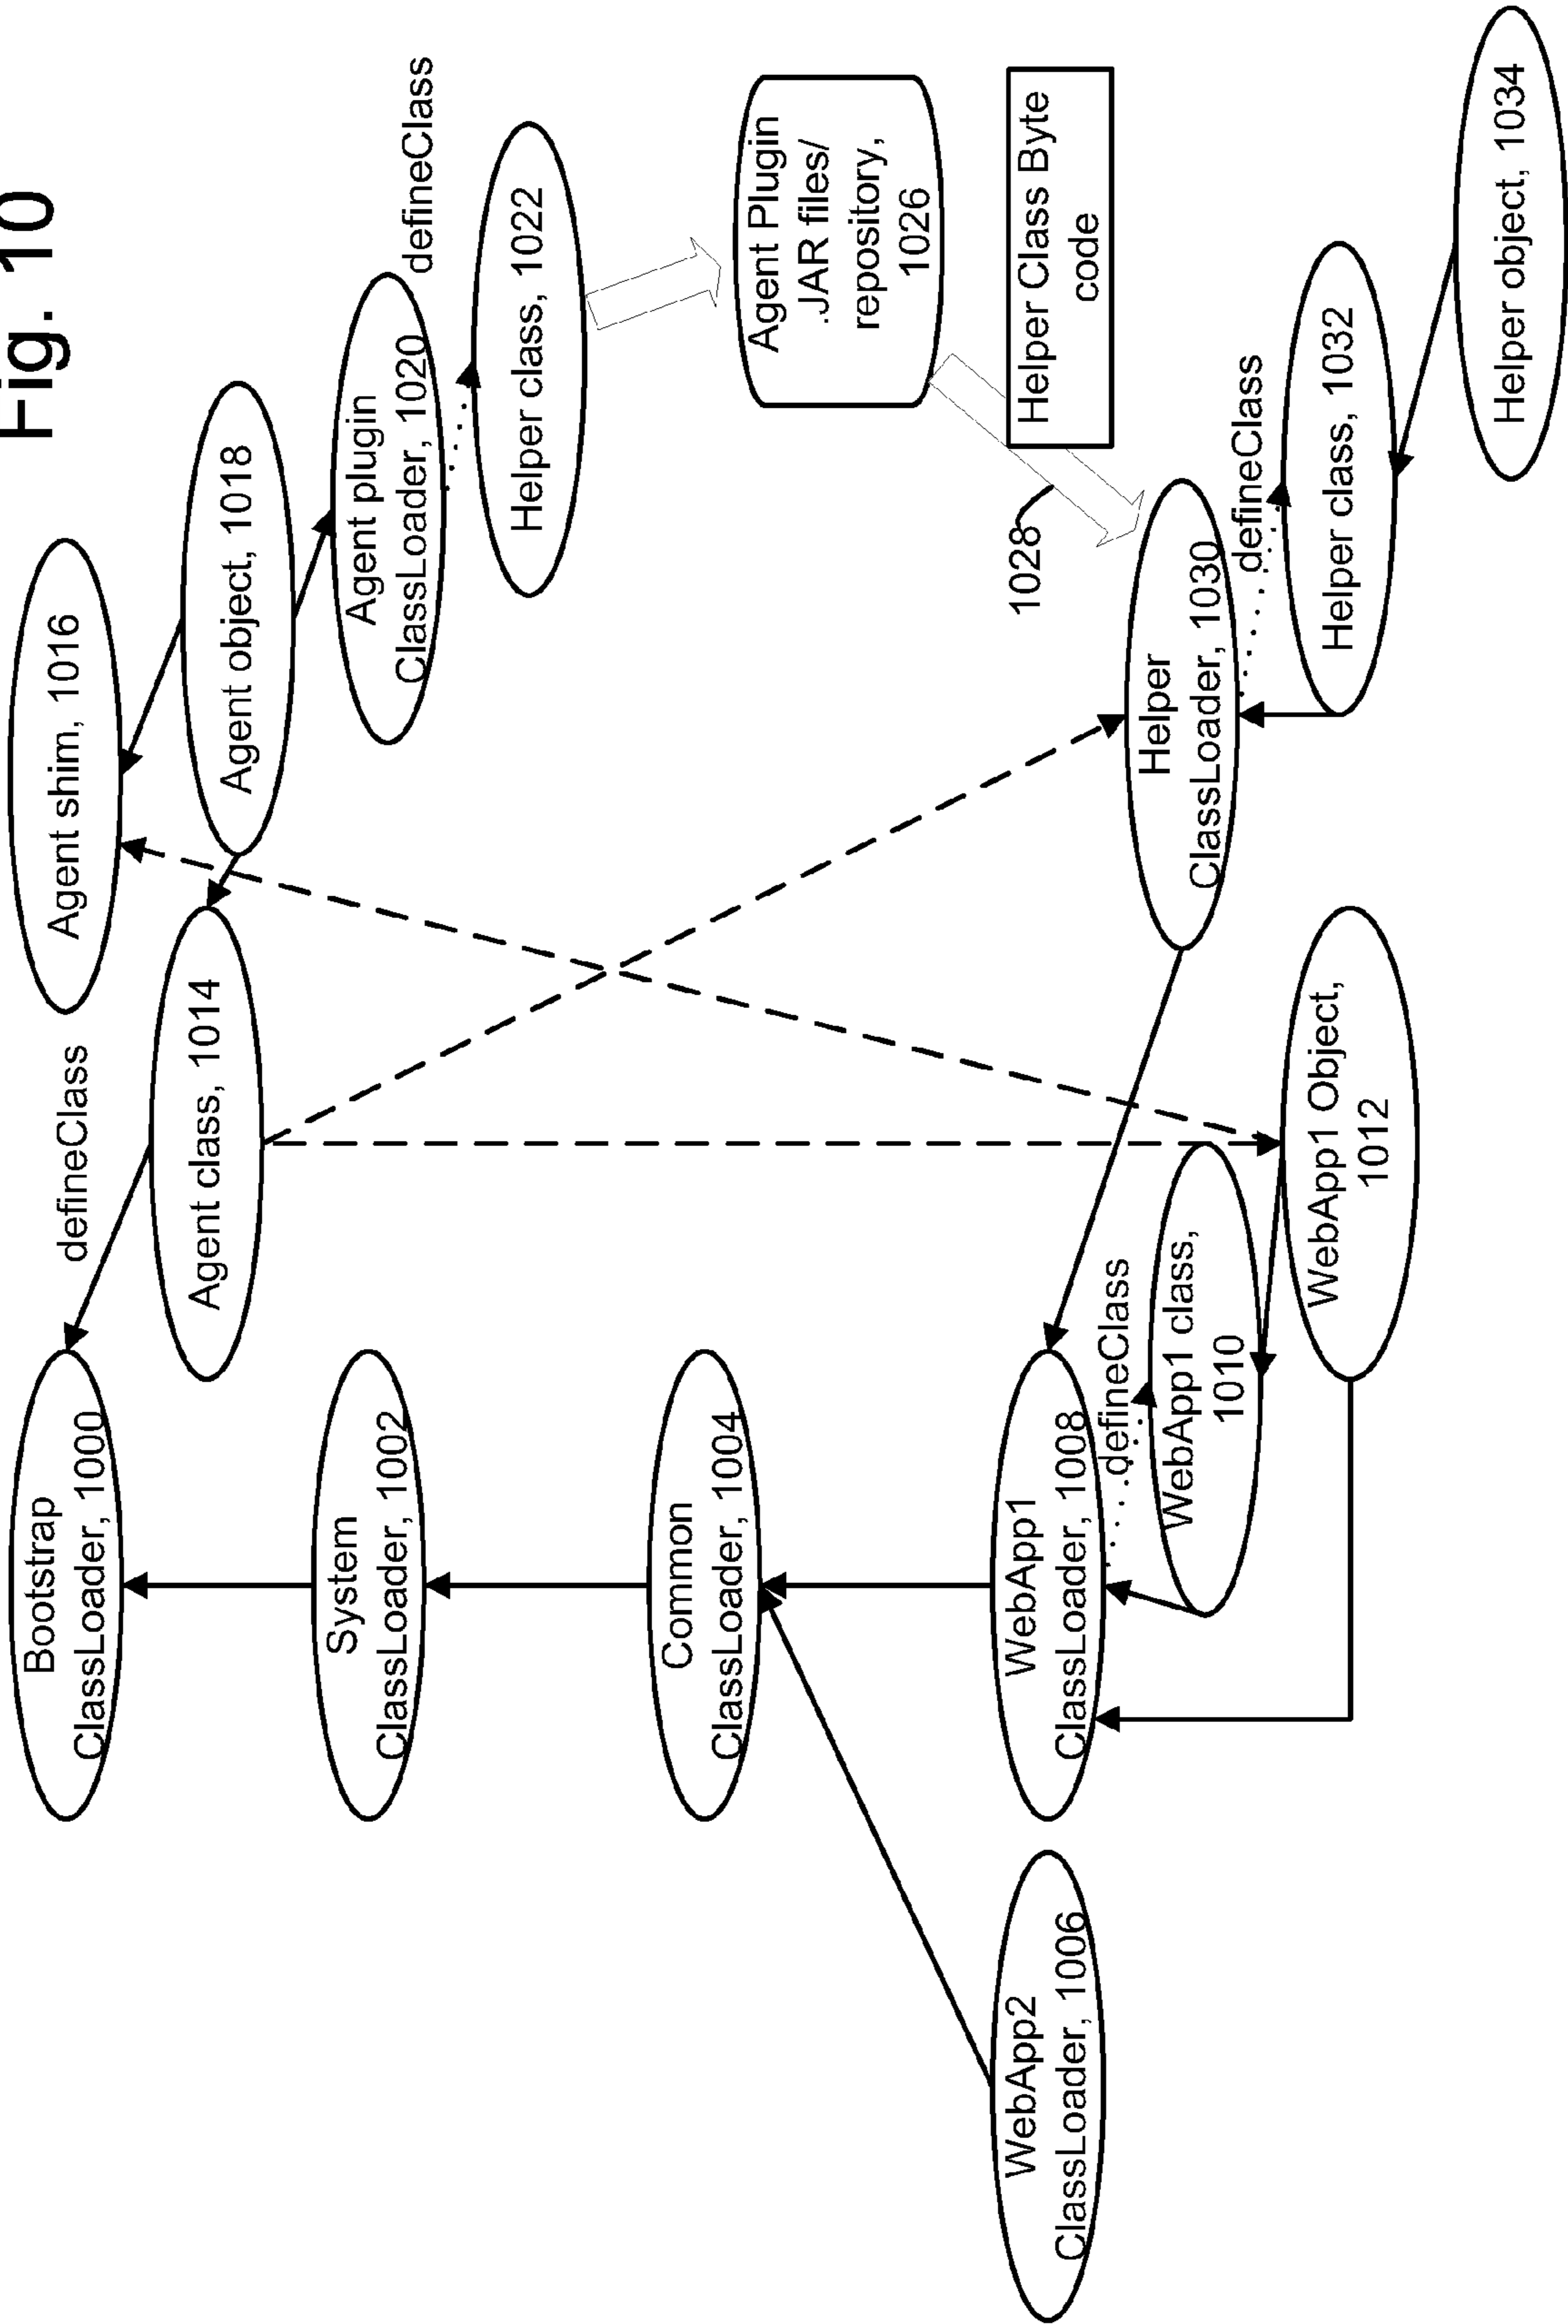 Fig. 10
Bootstrap
ClassLoader, 1000
defineClass
Agent shim, 1016
Agent class, 1014
Agent object, 1018
System
ClassLoader, 1002
Agent plugin
ClassLoader, 1020
defineClass
Helper class, 1022
Common
ClassLoader, 1004
Agent Plugin
.JAR files/
repository,
1026
WebApp2
ClassLoader, 1006
WebApp1
ClassLoader, 1008
defineClass
1028
Helper Class Byte
code
WebApp1 class,
1010
Helper
ClassLoader, 1030
defineClass
WebApp1 Object,
1012
Helper class, 1032
Helper object, 1034